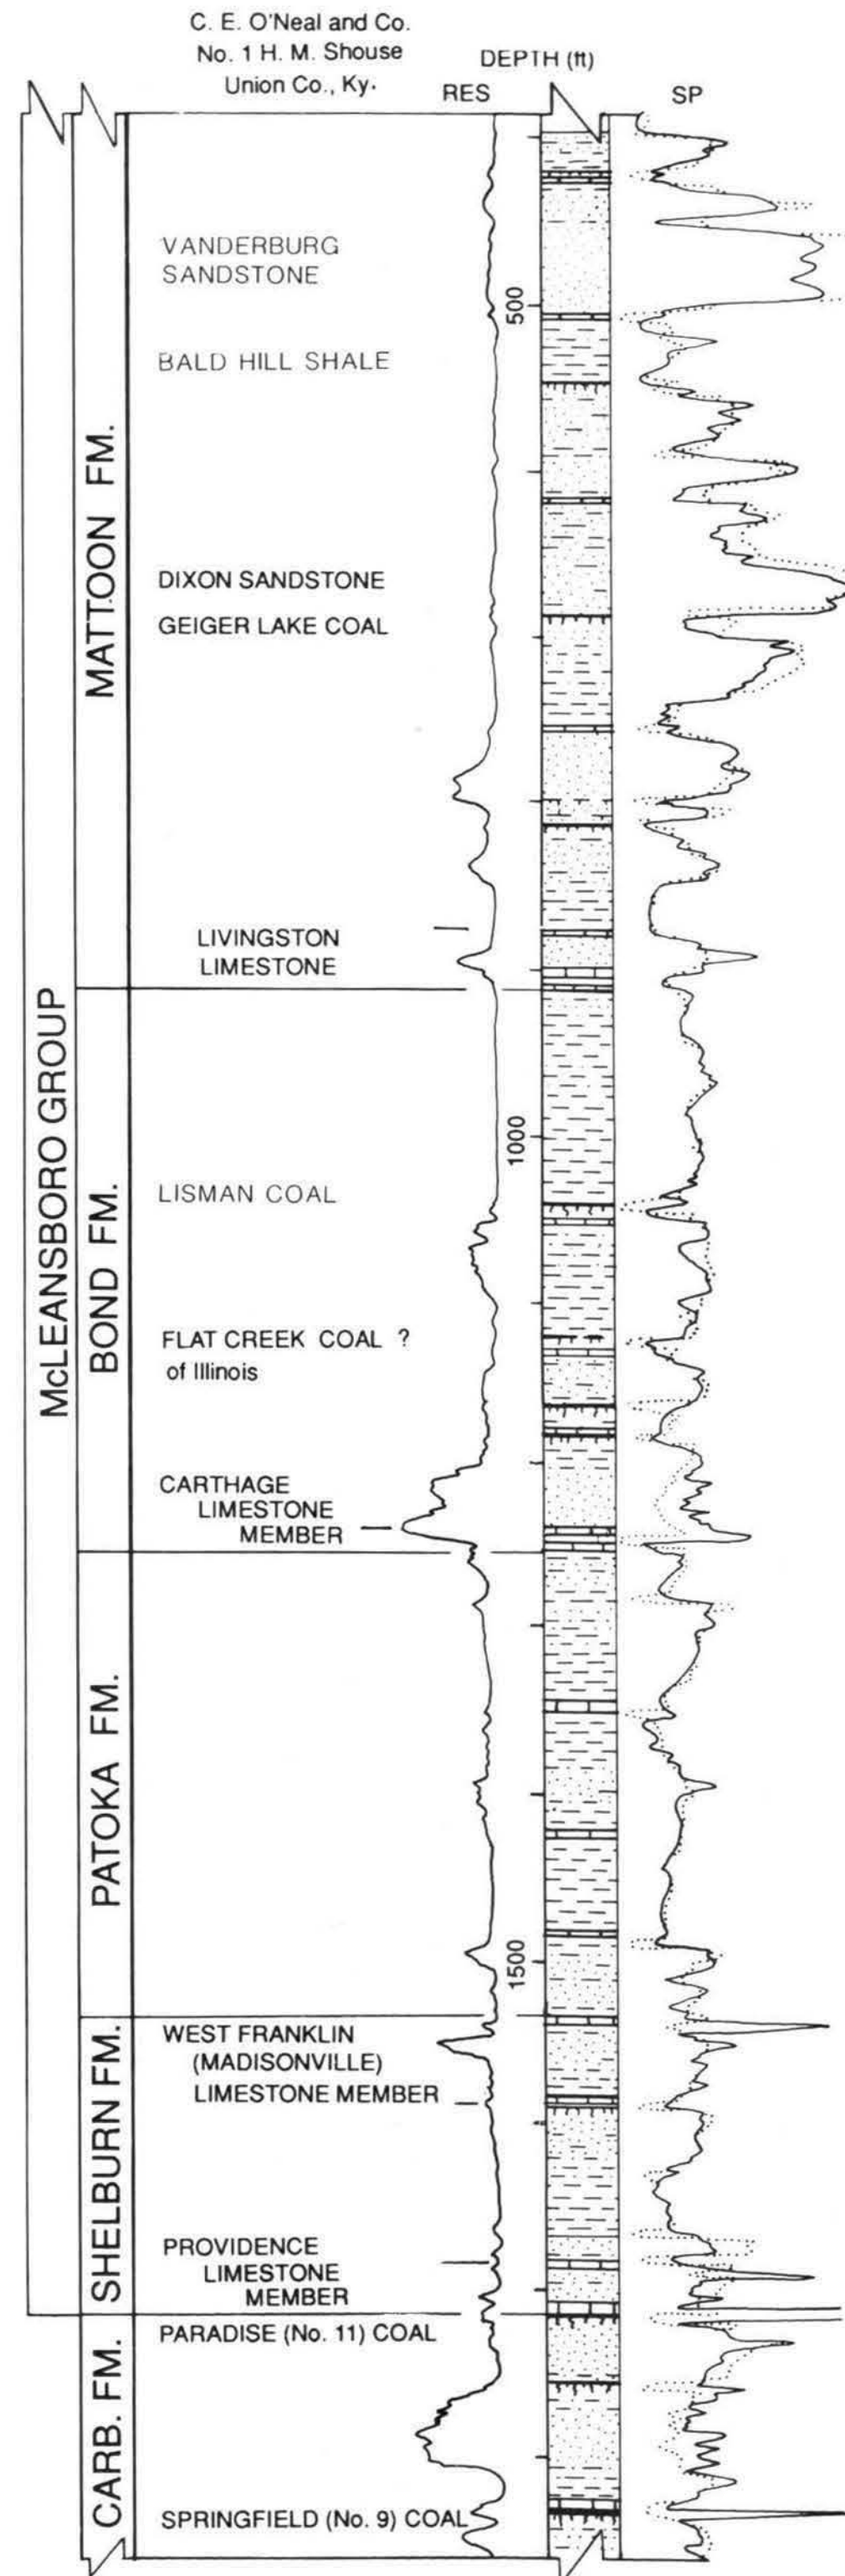 C. E. O'Neal and Co.
No. 1 H. M. Shouse
Union Co., Ky.
DEPTH (ft)
RES
SP
McLEANSBORO GROUP
MATTOON FM.
VANDERBURG
SANDSTONE
500
BALD HILL SHALE
DIXON SANDSTONE
GEIGER LAKE COAL
LIVINGSTON
LIMESTONE
BOND FM.
1000
LISMAN COAL
FLAT CREEK COAL ?
of Illinois
CARTHAGE
LIMESTONE
MEMBER
PATOKA FM.
1500
SHELBURN FM.
WEST FRANKLIN
(MADISONVILLE)
LIMESTONE MEMBER
PROVIDENCE
LIMESTONE
MEMBER
CARB. FM.
PARADISE (No. 11) COAL
SPRINGFIELD (No. 9) COAL